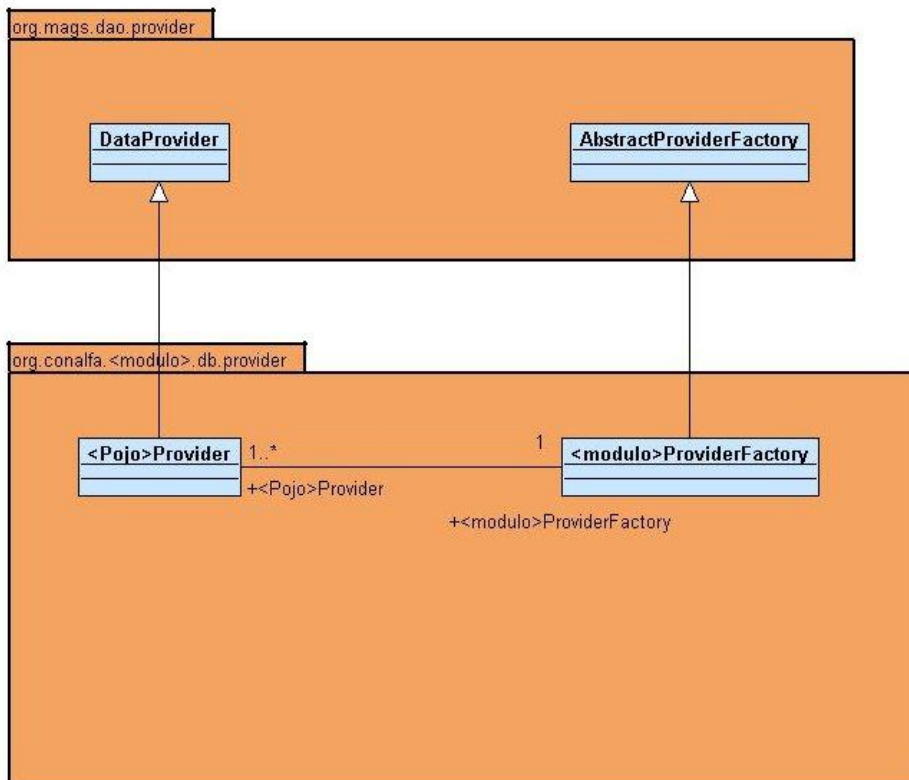 org.mags.dao.provider
DataProvider
AbstractProviderFactory
org.conalfa.<modulo>.db.provider
<Pojo>Provider
1..*
1
<modulo>ProviderFactory
+<Pojo>Provider
+<modulo>ProviderFactory